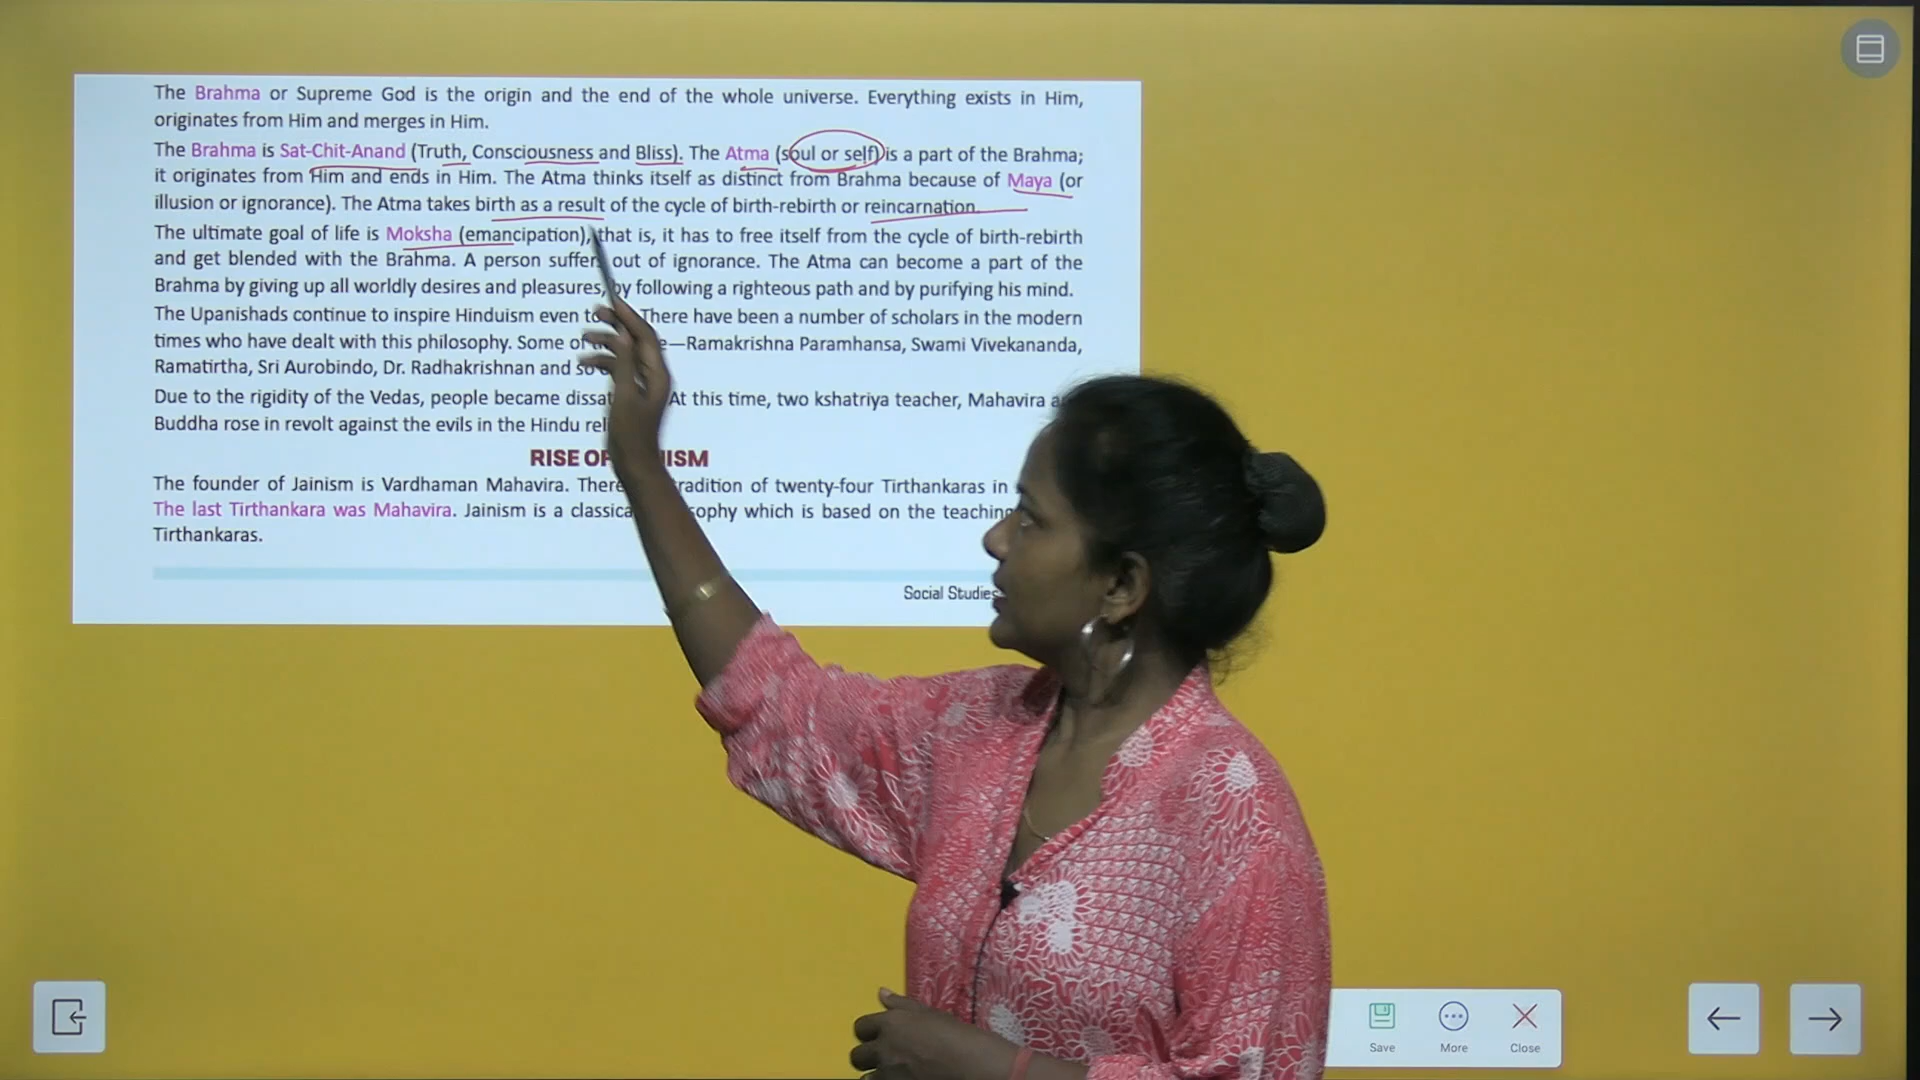 The Brahma or Supreme God is the origin and the end of the whole universe. Everything exists in Him,
originates from Him and merges in Him.
The Brahma is Sat-Chit-Anand (Truth, Consciousness and Bliss). The Atma (soul or self) is a part of the Brahma;
it originates from Him and ends in Him. The Atma thinks itself as distinct from Brahma because of Maya (or
illusion or ignorance). The Atma takes birth as a result of the cycle of birth-rebirth or reincarnation.
The ultimate goal of life is Moksha (emancipation), that is, it has to free itself from the cycle of birth-rebirth
and get blended with the Brahma. A person suffers out of ignorance. The Atma can become a part of the
Brahma by giving up all worldly desires and pleasures, by following a righteous path and by purifying his mind.
The Upanishads continue to inspire Hinduism even There have been a number of scholars in the modern
times who have dealt with this philosophy. Some of —Ramakrishna Paramhansa, Swami Vivekananda,
Ramatirtha, Sri Aurobindo, Dr. Radhakrishnan and so
Due to the rigidity of the Vedas, people became At this time, two kshatriya teacher, Mahavira
Buddha rose in revolt against the evils in the Hindu
RISE OF
The founder of Jainism is Vardhaman Mahavira. There tradition of twenty-four Tirthankaras in
The last Tirthankara was Mahavira. Jainism is a which is based on the
Tirthankaras.
Social Studies
Save More Close